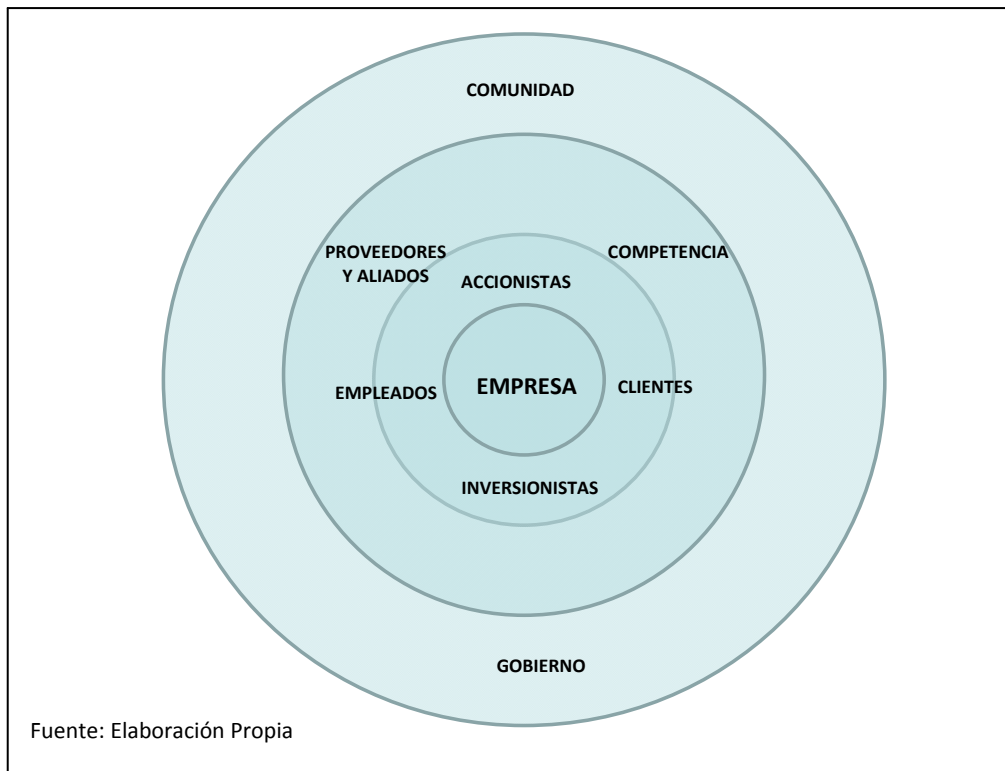 COMUNIDAD
PROVEEDORES
Y ALIADOS
COMPETENCIA
ACCIONISTAS
EMPLEADOS
EMPRESA
CLIENTES
INVERSIONISTAS
GOBIERNO
Fuente: Elaboración Propia